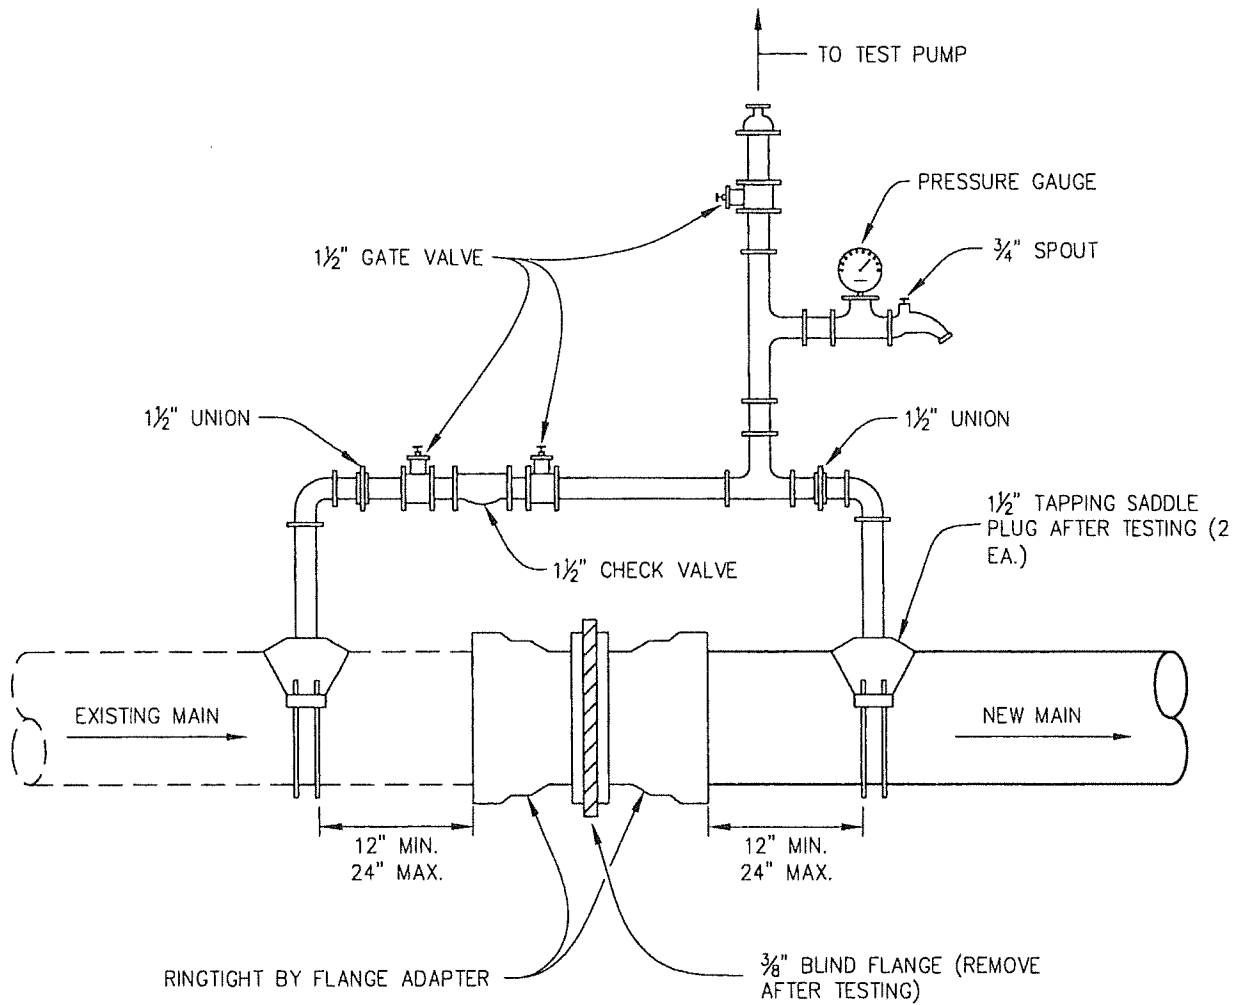 TO TEST PUMP
PRESSURE GAUGE
¾" SPOUT
1½" GATE VALVE
1½" UNION
1½" UNION
1½" TAPPING SADDLE
PLUG AFTER TESTING (2
EA.)
1½" CHECK VALVE
EXISTING MAIN
NEW MAIN
12" MIN.
24" MAX.
12" MIN.
24" MAX.
RINGTIGHT BY FLANGE ADAPTER
⅜" BLIND FLANGE (REMOVE
AFTER TESTING)